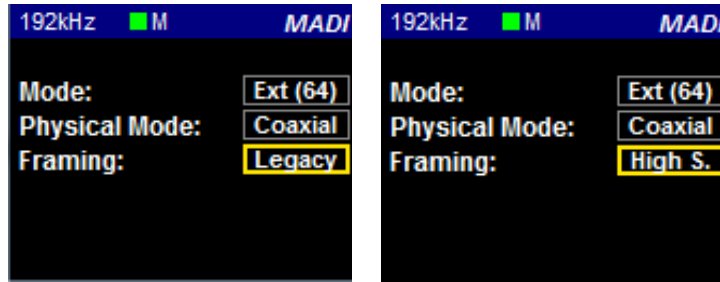 192kHz M MADI
Mode: Ext (64)
Physical Mode: Coaxial
Framing: Legacy
192kHz M MADI
Mode: Ext (64)
Physical Mode: Coaxial
Framing: High S.